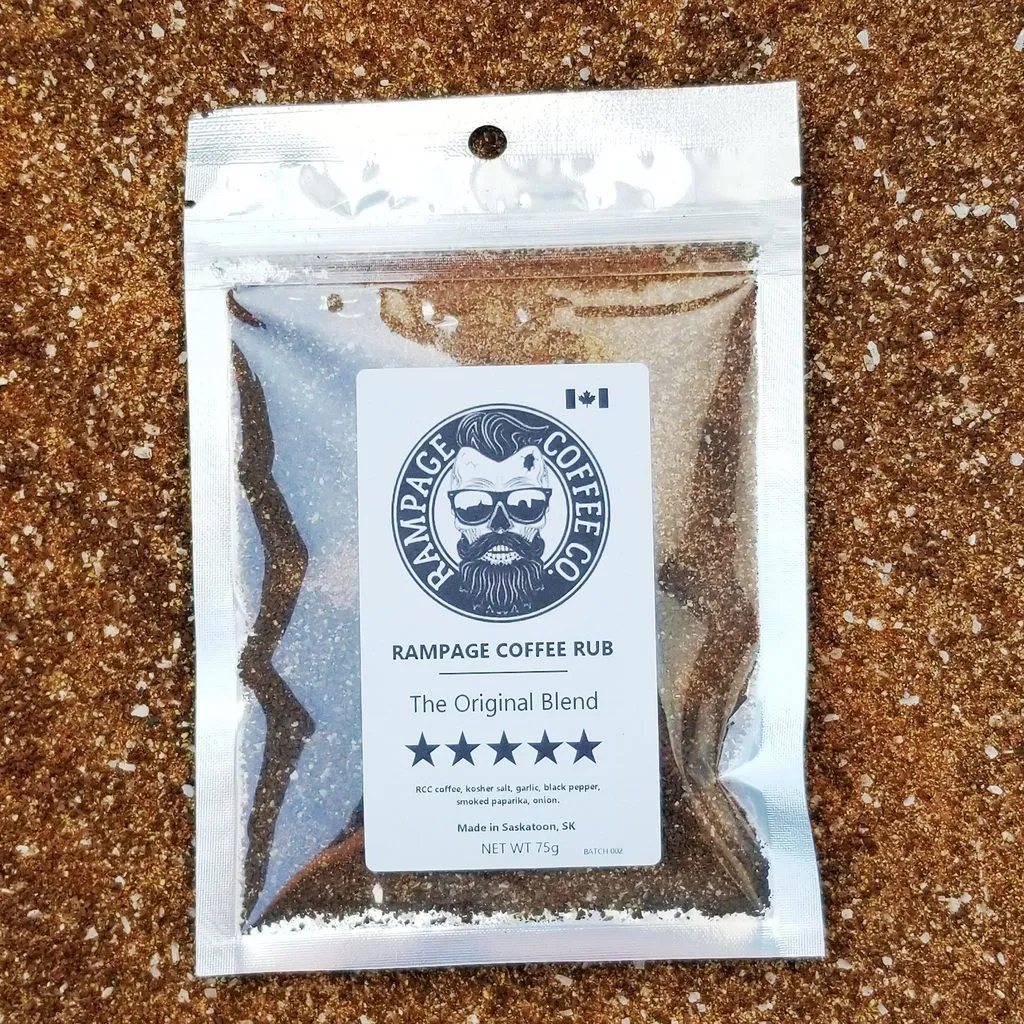 RAMPAGE COFFEE CO.
RAMPAGE COFFEE RUB
The Original Blend
RCC coffee, kosher salt, garlic, black pepper,
smoked paparika, onion.
Made in Saskatoon, SK
NET WT 75g
BATCH 002